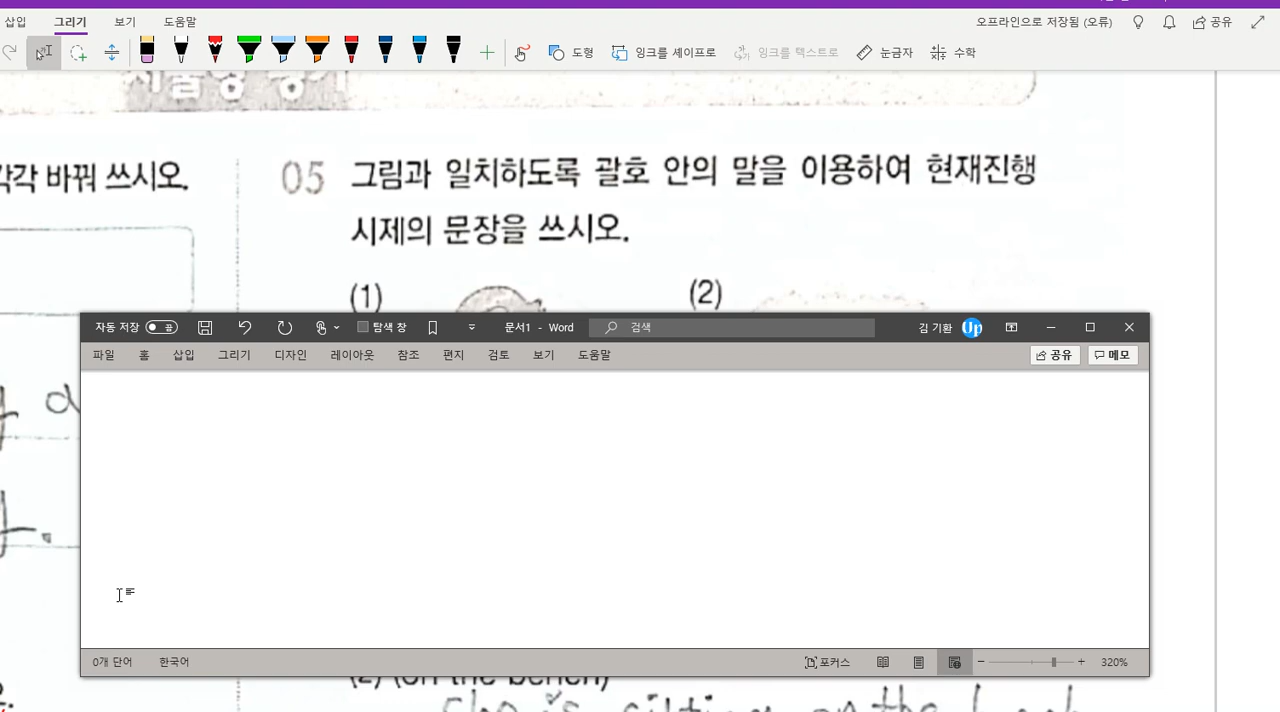 삽입 그리기 보기 도움말 오프라인으로 저장됨 (오류) 공유
도형 잉크를 셰이프로 잉크를 텍스트로 눈금자 수학
각각 바꿔 쓰시오.
05 그림과 일치하도록 괄호 안의 말을 이용하여 현재진행
시제의 문장을 쓰시오.
(1) (2)
자동 저장 끔 탐색 창 문서1 - Word 검색 김 기환 Up
파일 홈 삽입 그리기 디자인 레이아웃 참조 편지 검토 보기 도움말 공유 메모
0개 단어 한국어 포커스 320%
(2) (on the bench)
She is sitting on the